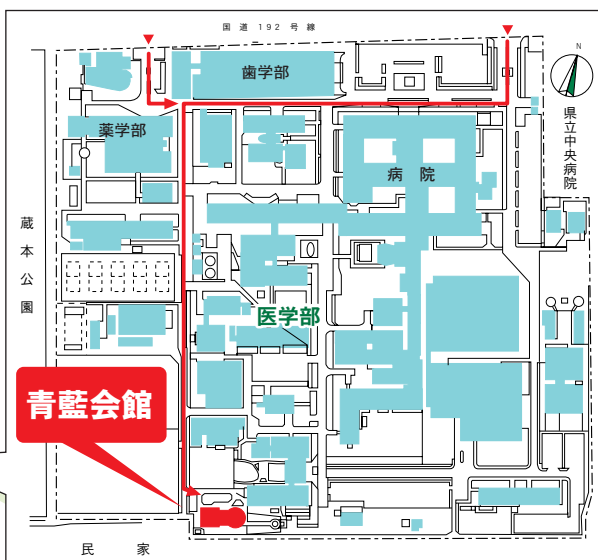 国道192号線
N
歯学部
薬学部
県立中央病院
病院
蔵本公園
医学部
青藍会館
民家